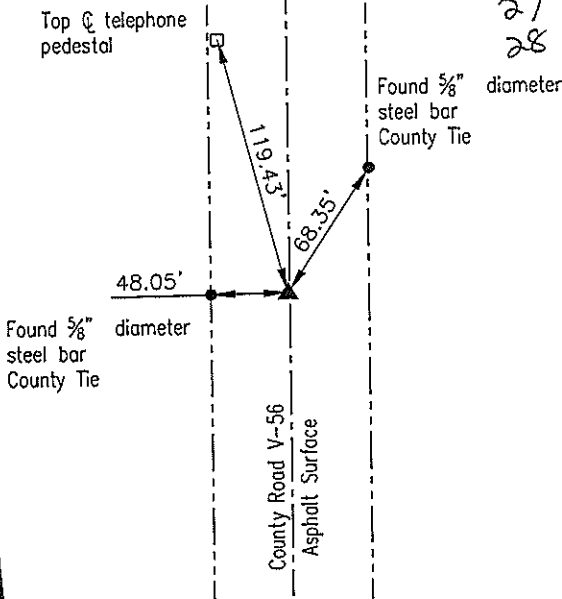 Top ℄ telephone
pedestal
27
28
Found 5/8" diameter
steel bar
County Tie
119.43'
68.35'
48.05'
Found 5/8" diameter
steel bar
County Tie
County Road V-56
Asphalt Surface